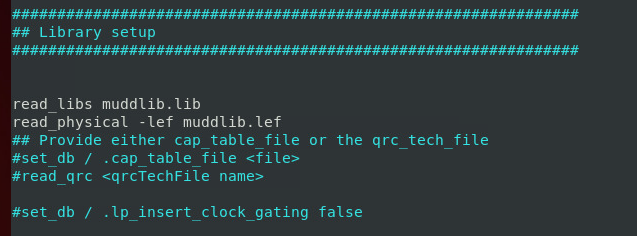 ###############################################################
## Library setup
###############################################################
read_libs muddlib.lib
read_physical -lef muddlib.lef
## Provide either cap_table_file or the qrc_tech_file
#set_db / .cap_table_file <file>
#read_qrc <qrcTechFile name>
#set_db / .lp_insert_clock_gating false